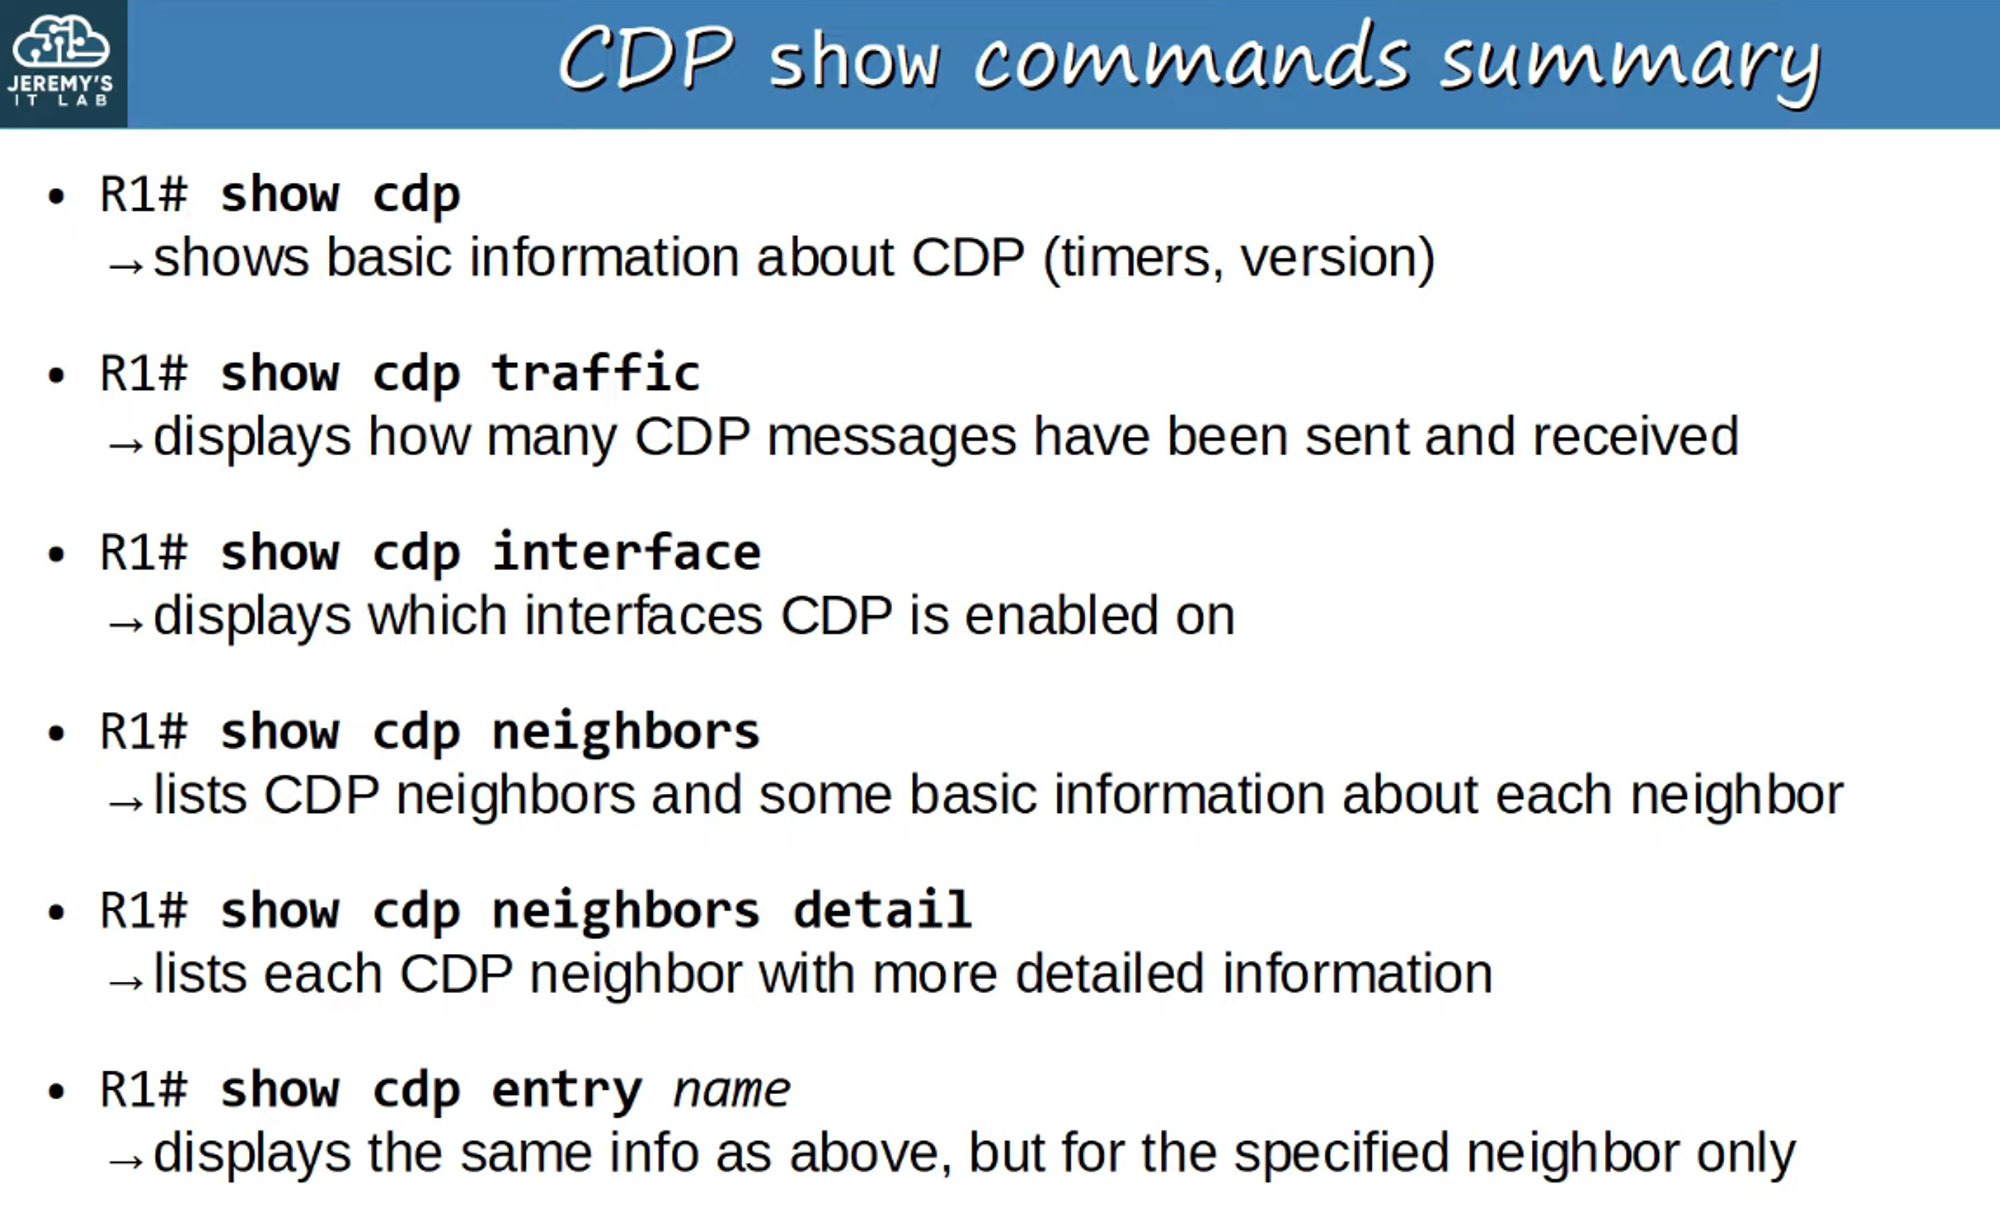 JEREMY'S
IT LAB
CDP show commands summary
• R1# show cdp
→shows basic information about CDP (timers, version)
• R1# show cdp traffic
→displays how many CDP messages have been sent and received
• R1# show cdp interface
→displays which interfaces CDP is enabled on
• R1# show cdp neighbors
→lists CDP neighbors and some basic information about each neighbor
• R1# show cdp neighbors detail
→lists each CDP neighbor with more detailed information
• R1# show cdp entry name
→displays the same info as above, but for the specified neighbor only